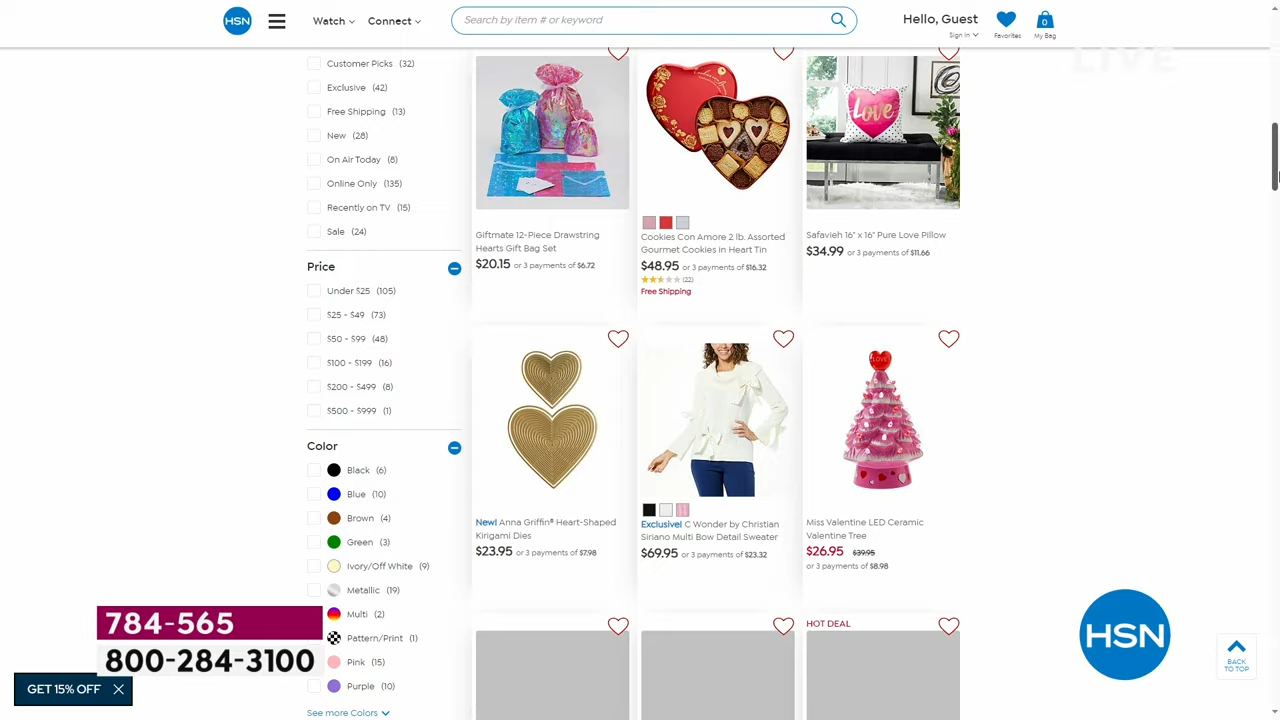 HSN
Watch
Connect
Search by item # or keyword
Hello, Guest
Sign In
Favorites
0
My Bag
LIVE
Customer Picks (32)
Exclusive (42)
Free Shipping (13)
New (28)
On Air Today (8)
Online Only (135)
Recently on TV (15)
Sale (24)
Price
Under $25 (105)
$25 - $49 (73)
$50 - $99 (48)
$100 - $199 (16)
$200 - $499 (8)
$500 - $999 (1)
Color
Black (6)
Blue (10)
Brown (4)
Green (3)
Ivory/Off White (9)
Metallic (19)
Multi (2)
Pattern/Print (1)
Pink (15)
Purple (10)
See more Colors
Giftmate 12-Piece Drawstring
Hearts Gift Bag Set
$20.15 or 3 payments of $6.72
Cookies Con Amore 2 lb. Assorted
Gourmet Cookies in Heart Tin
$48.95 or 3 payments of $16.32
(22)
Free Shipping
Love
Safavieh 16" x 16" Pure Love Pillow
$34.99 or 3 payments of $11.66
New! Anna Griffin® Heart-Shaped
Kirigami Dies
$23.95 or 3 payments of $7.98
Exclusive! C Wonder by Christian
Siriano Multi Bow Detail Sweater
$69.95 or 3 payments of $23.32
LOVE
Miss Valentine LED Ceramic
Valentine Tree
$26.95 $39.95
or 3 payments of $8.98
HOT DEAL
784-565
800-284-3100
GET 15% OFF
HSN
BACK
TO TOP